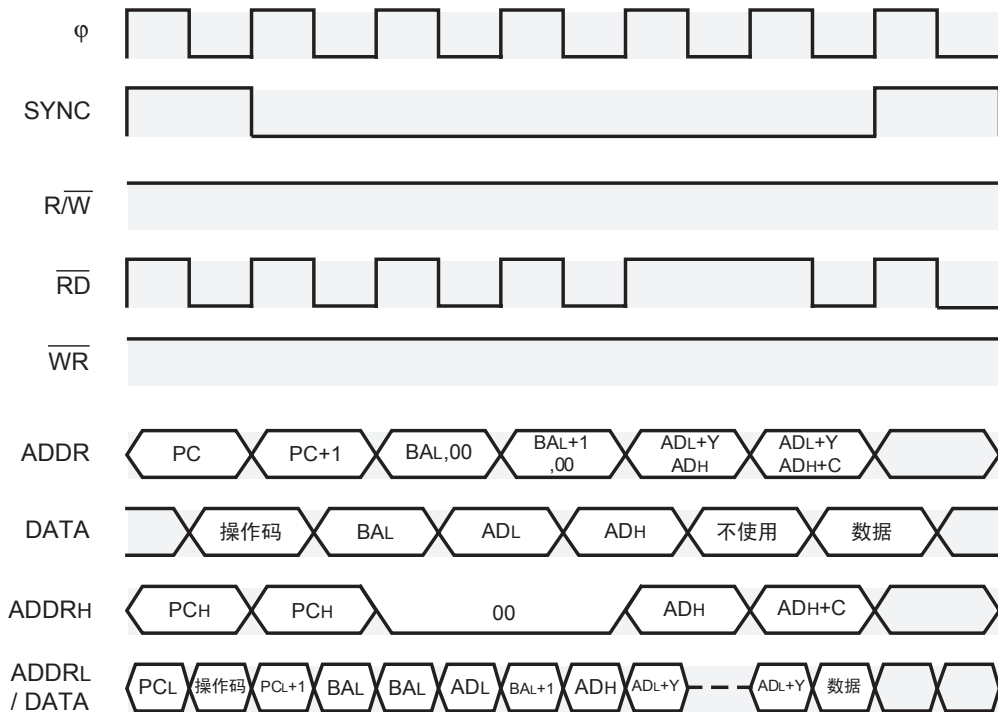 φ
SYNC
R/W
RD
WR
ADDR PC PC+1 BAL,00 BAL+1 ,00 ADL+Y ADH ADL+Y ADH+C
DATA 操作码 BAL ADL ADH 不使用 数据
ADDRH PCH PCH 00 ADH ADH+C
ADDRL / DATA PCL 操作码 PCL+1 BAL BAL ADL BAL+1 ADH ADL+Y ADL+Y 数据